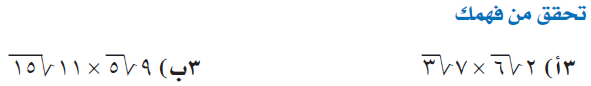 تحقق من فهمك
٣أ) ٢√٦ × ٧√٣ ٣ب) ٩√٥ × ١١√١٥